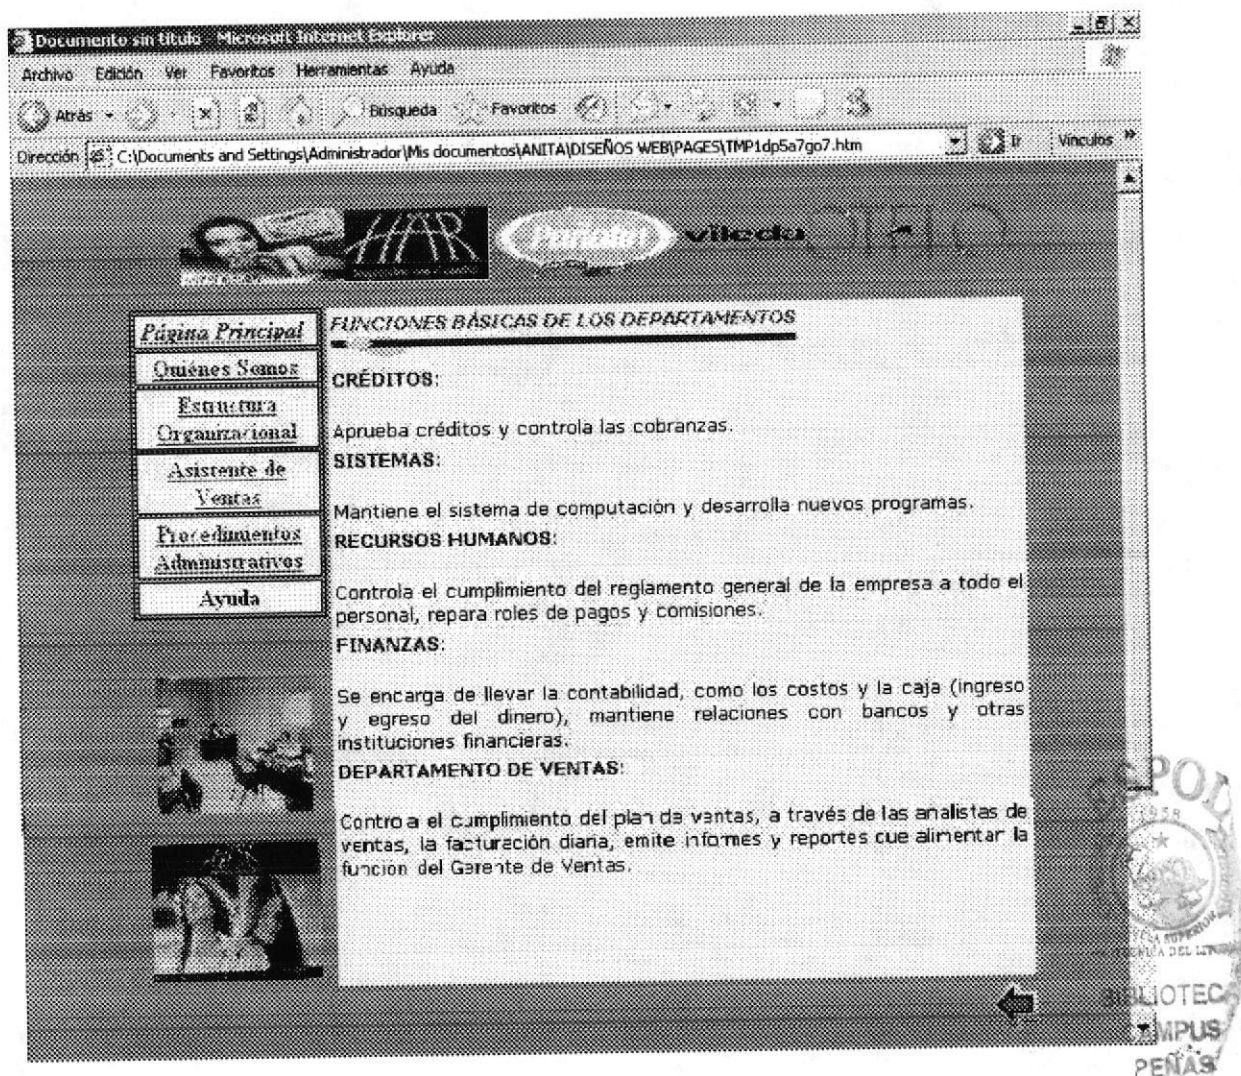 Documento sin título - Microsoft Internet Explorer
Archivo Edición Ver Favoritos Herramientas Ayuda
Atrás Búsqueda Favoritos
Dirección C:\Documents and Settings\Administrador\Mis documentos\ANITA\DISEÑOS WEB\PAGES\TMP1dp5a7go7.htm Ir Vínculos
HAR vileda
Página Principal
Quiénes Somos
Estructura
Organizacional
Asistente de
Ventas
Procedimientos
Administrativos
Ayuda
FUNCIONES BÁSICAS DE LOS DEPARTAMENTOS
CRÉDITOS:
Aprueba créditos y controla las cobranzas.
SISTEMAS:
Mantiene el sistema de computación y desarrolla nuevos programas.
RECURSOS HUMANOS:
Controla el cumplimiento del reglamento general de la empresa a todo el
personal, repara roles de pagos y comisiones.
FINANZAS:
Se encarga de llevar la contabilidad, como los costos y la caja (ingreso
y egreso del dinero), mantiene relaciones con bancos y otras
instituciones financieras.
DEPARTAMENTO DE VENTAS:
Controla el cumplimiento del plan de ventas, a través de las analistas de
ventas, la facturación diaria, emite informes y reportes que alimentar la
función del Gerente de Ventas.
1958
BIBLIOTEC
CAMPUS
PEÑAS